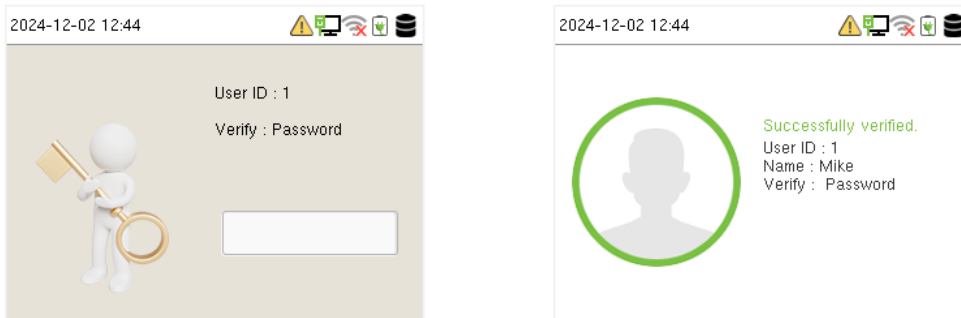 2024-12-02 12:44
User ID : 1
Verify : Password
2024-12-02 12:44
Successfully verified.
User ID : 1
Name : Mike
Verify :  Password